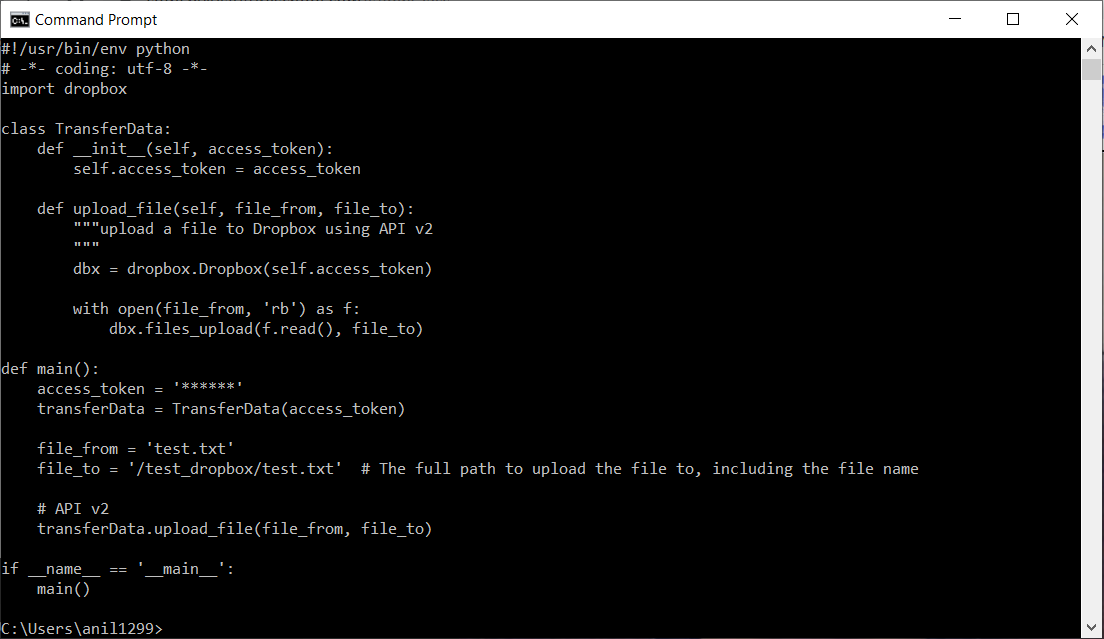 Command Prompt
#!/usr/bin/env python
# -*- coding: utf-8 -*-
import dropbox

class TransferData:
    def __init__(self, access_token):
        self.access_token = access_token

    def upload_file(self, file_from, file_to):
        """upload a file to Dropbox using API v2
        """
        dbx = dropbox.Dropbox(self.access_token)

        with open(file_from, 'rb') as f:
            dbx.files_upload(f.read(), file_to)

def main():
    access_token = '******'
    transferData = TransferData(access_token)

    file_from = 'test.txt'
    file_to = '/test_dropbox/test.txt'  # The full path to upload the file to, including the file name

    # API v2
    transferData.upload_file(file_from, file_to)

if __name__ == '__main__':
    main()

C:\Users\anil1299>